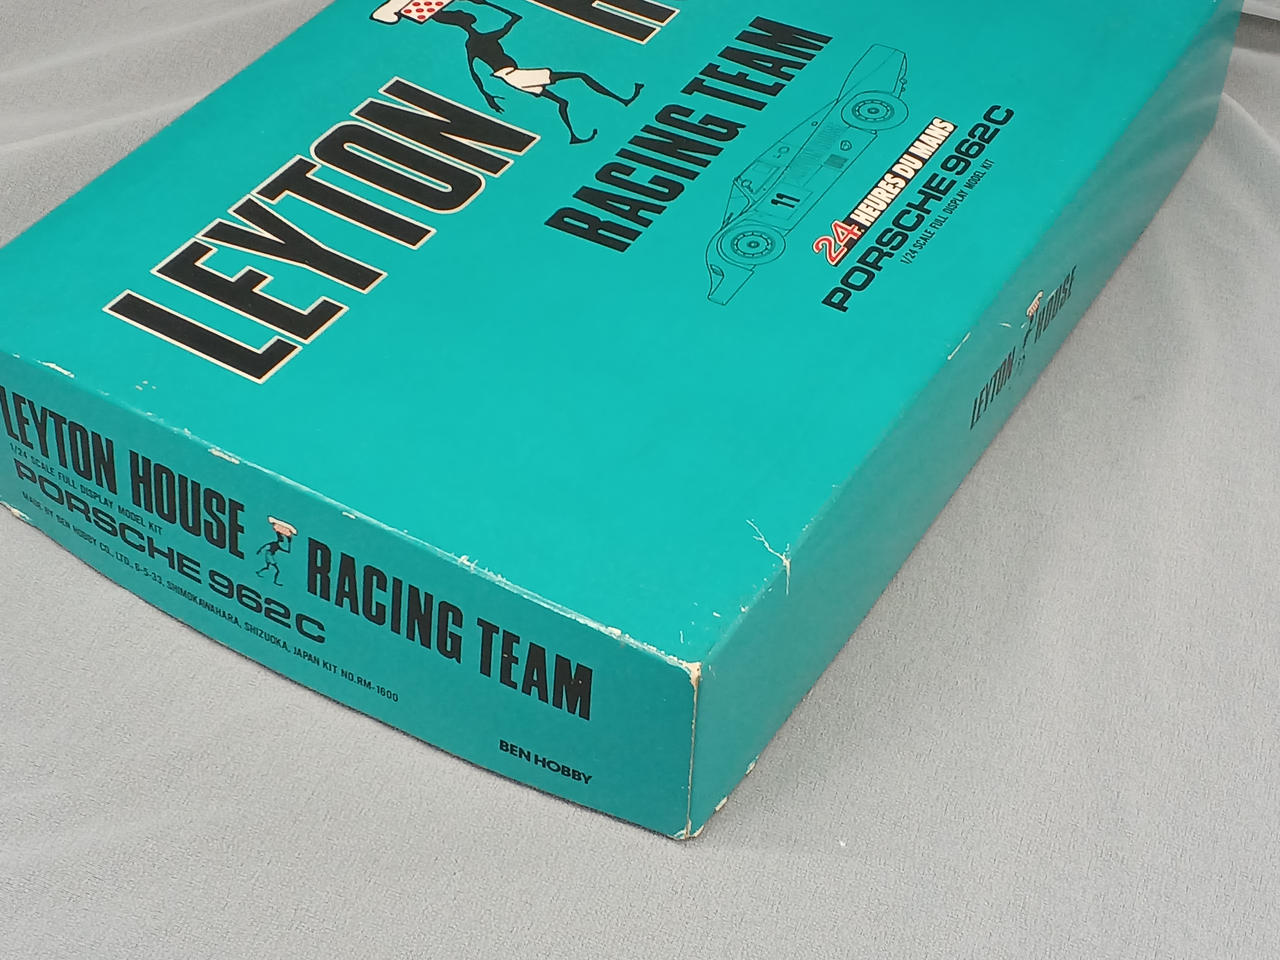 LEYTON
RACING TEAM
11
24
HEURES DU MANS
PORSCHE 962C
1/24 SCALE FULL DISPLAY MODEL KIT
LEYTON HOUSE
LEYTON HOUSE RACING TEAM
1/24 SCALE FULL DISPLAY MODEL KIT
PORSCHE 962C
MADE BY BEN HOBBY CO., LTD., 6-5-33, SHIMOKAWAHARA, SHIZUOKA, JAPAN KIT NO.RM-1600
BEN HOBBY